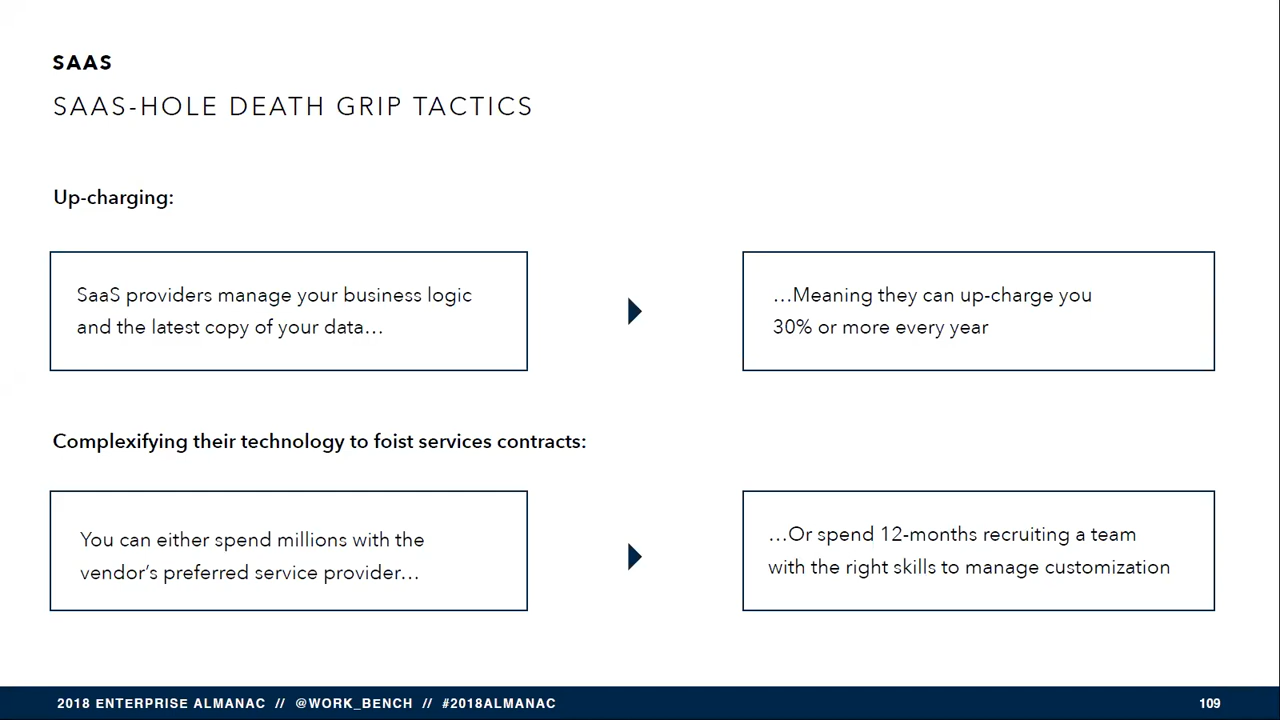 SAAS
SAAS-HOLE DEATH GRIP TACTICS
Up-charging:
SaaS providers manage your business logic
and the latest copy of your data…
…Meaning they can up-charge you
30% or more every year
Complexifying their technology to foist services contracts:
You can either spend millions with the
vendor’s preferred service provider…
…Or spend 12-months recruiting a team
with the right skills to manage customization
2018 ENTERPRISE ALMANAC // @WORK_BENCH // #2018ALMANAC
109